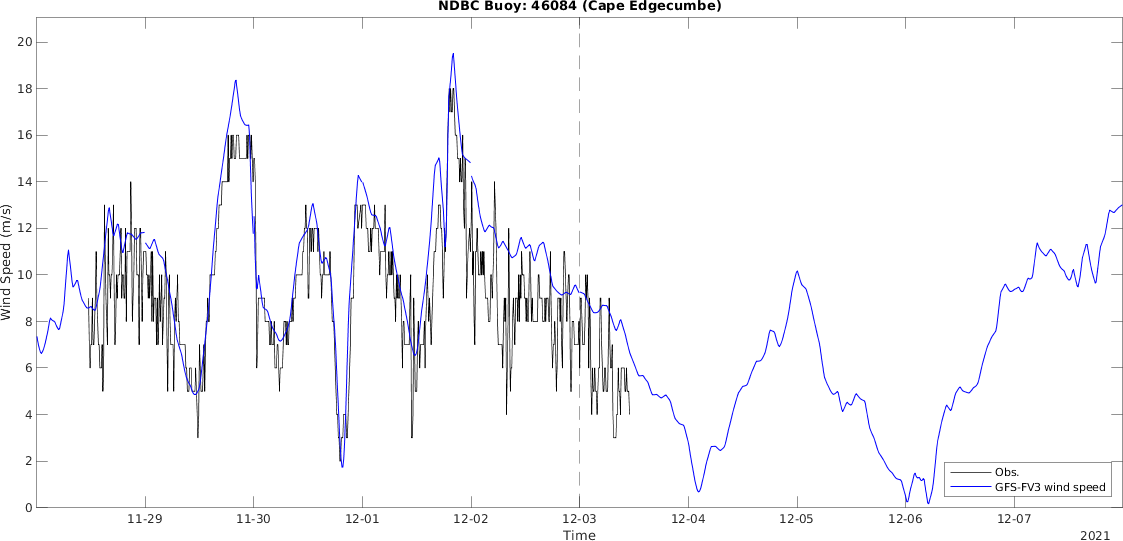 NDBC Buoy: 46084 (Cape Edgecumbe)
20
18
16
14
12
10
8
6
4
2
0
Wind Speed (m/s)
Obs.
GFS-FV3 wind speed
11-29 11-30 12-01 12-02 12-03 12-04 12-05 12-06 12-07
Time
2021